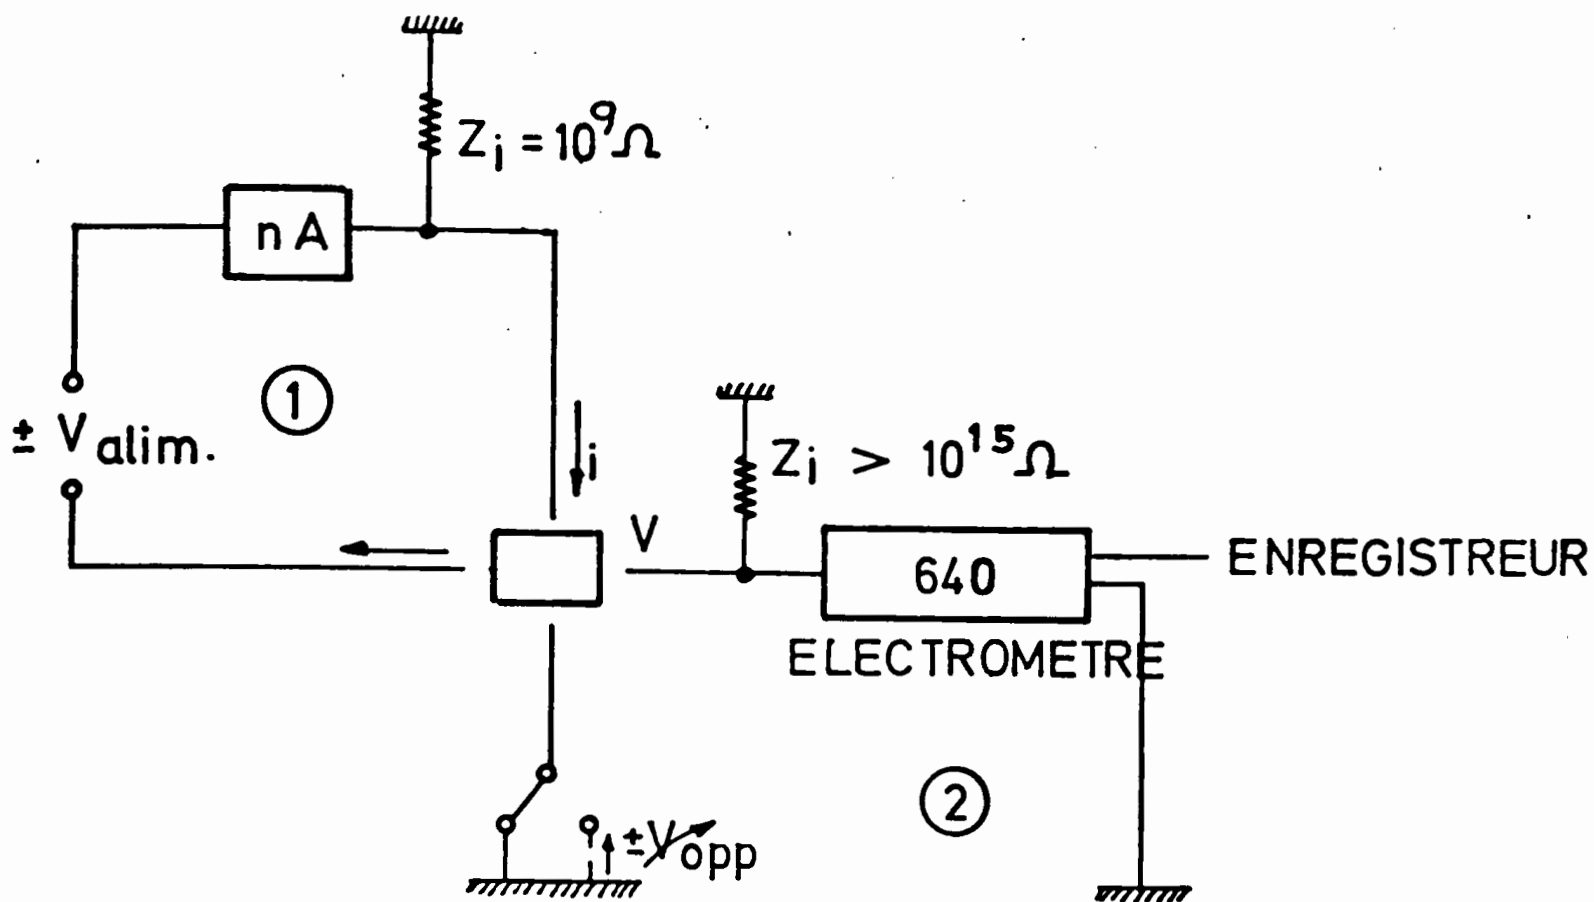 Zi = 10⁹Ω
nA
1
± Valim.
i
V
Zi > 10¹⁵Ω
640
ENREGISTREUR
ELECTROMETRE
2
±Vopp